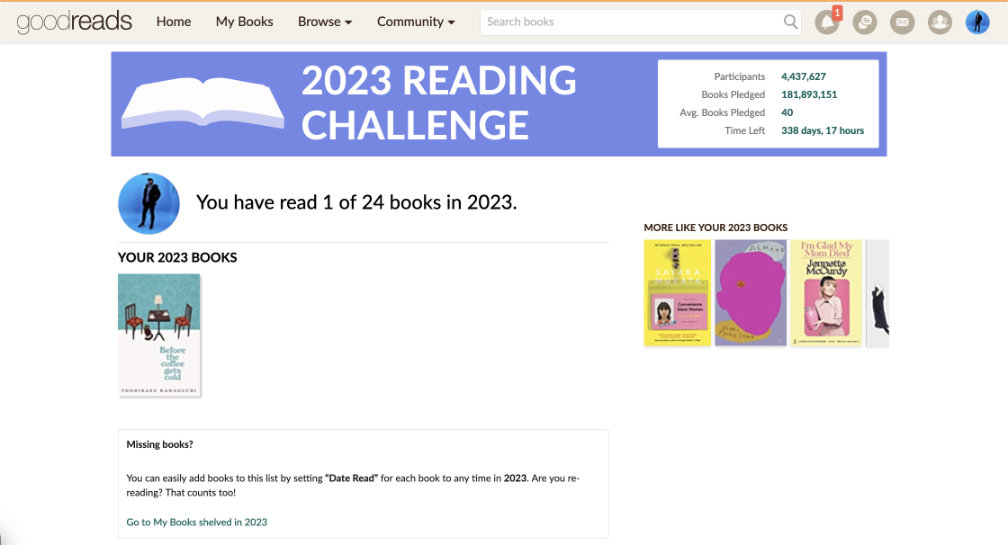 goodreads Home My Books Browse Community Search books 1
2023 READING
CHALLENGE
Participants 4,437,627
Books Pledged 181,893,151
Avg. Books Pledged 40
Time Left 338 days, 17 hours
You have read 1 of 24 books in 2023.
YOUR 2023 BOOKS
Before
the
coffee
gets
cold
TOSHIKAZU KAWAGUCHI
MORE LIKE YOUR 2023 BOOKS
INTERNATIONAL BESTSELLER
SAYAKA
MURATA
Convenience
Store Woman
ALMOND
I'm Glad My
Mom Died
Jennette
McCurdy
Missing books?
You can easily add books to this list by setting "Date Read" for each book to any time in 2023. Are you re-
reading? That counts too!
Go to My Books shelved in 2023